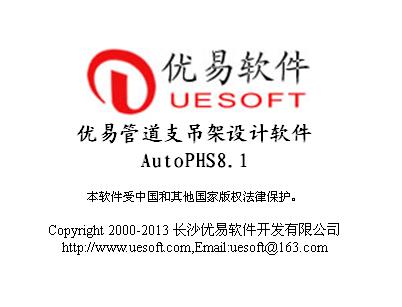 优易软件
UESOFT
优易管道支吊架设计软件
AutoPHS8.1
本软件受中国和其他国家版权法律保护。
Copyright 2000-2013 长沙优易软件开发有限公司
http://www.uesoft.com,Email:uesoft@163.com